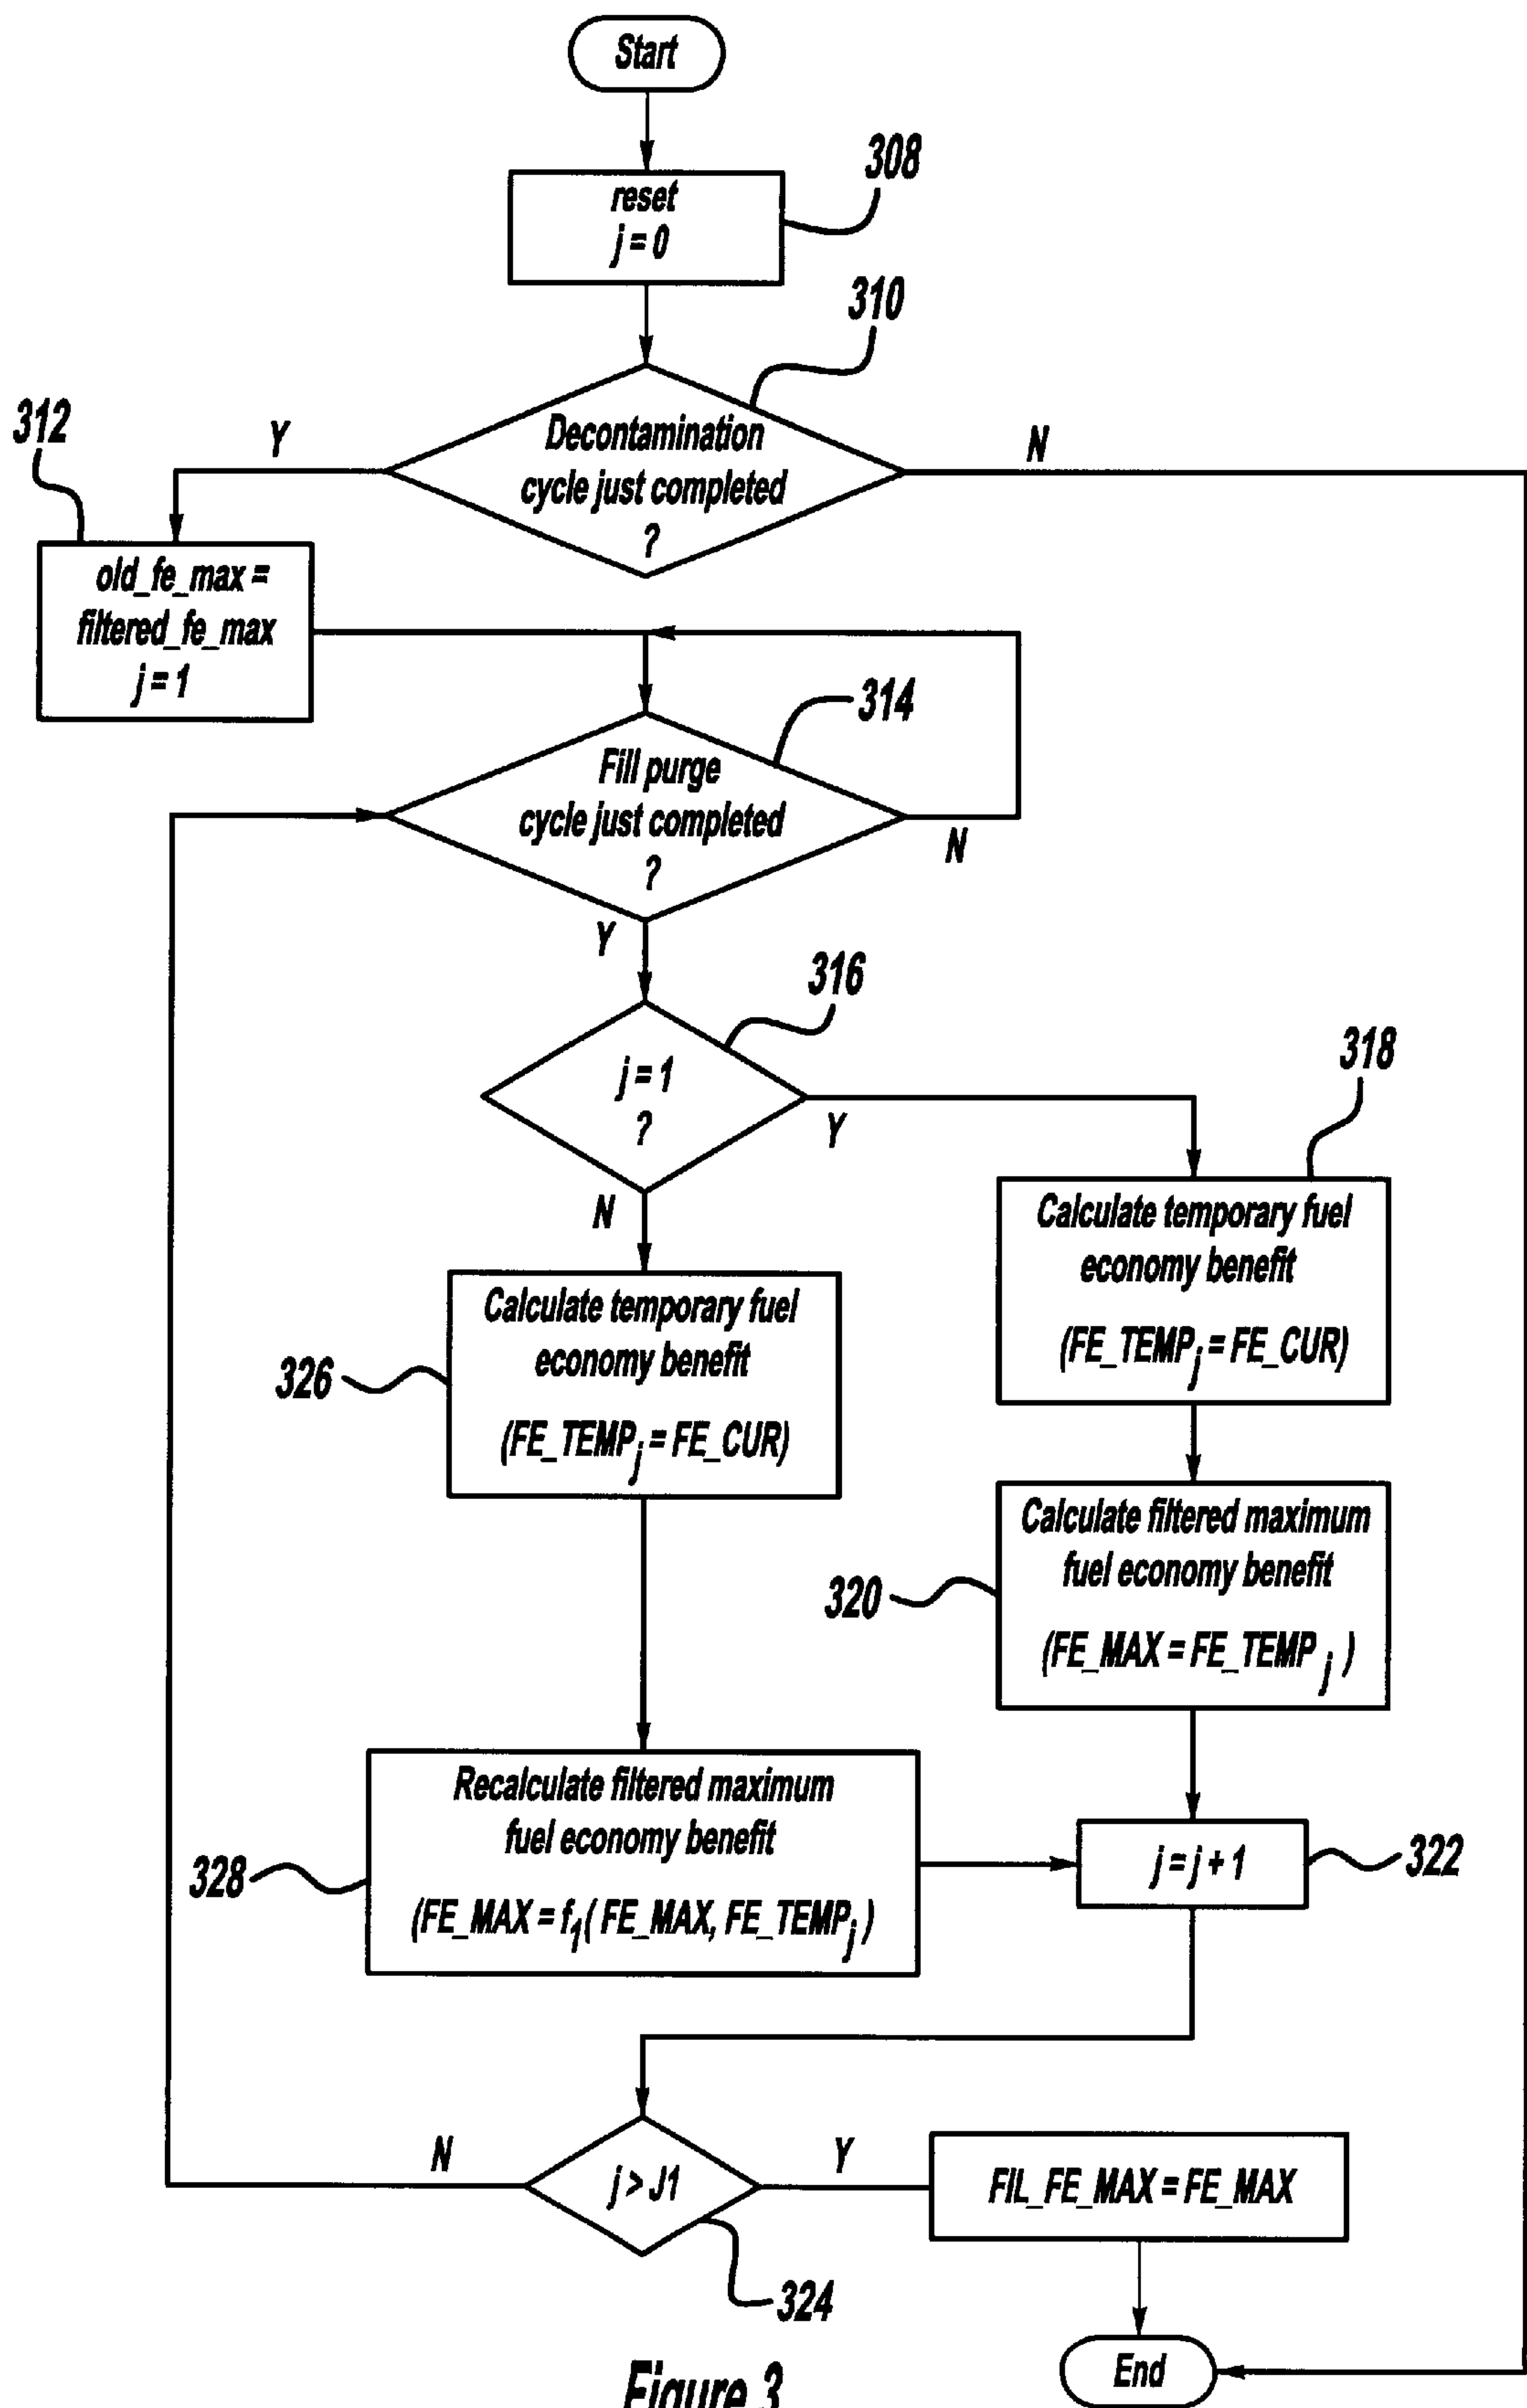 Start
308
reset
j = 0
310
312
Y
N
Decontamination
cycle just completed
?
old_fe_max =
filtered_fe_max
j = 1
314
Fill purge
cycle just completed
?
N
Y
316
j = 1
?
Y
318
N
Calculate temporary fuel
economy benefit
(FE_TEMPj = FE_CUR)
Calculate temporary fuel
economy benefit
(FE_TEMPj = FE_CUR)
326
Calculate filtered maximum
fuel economy benefit
(FE_MAX = FE_TEMP j )
320
Recalculate filtered maximum
fuel economy benefit
(FE_MAX = f1( FE_MAX, FE_TEMPj )
328
j = j + 1
322
N
j > J1
Y
FIL_FE_MAX = FE_MAX
324
End
Figure 3